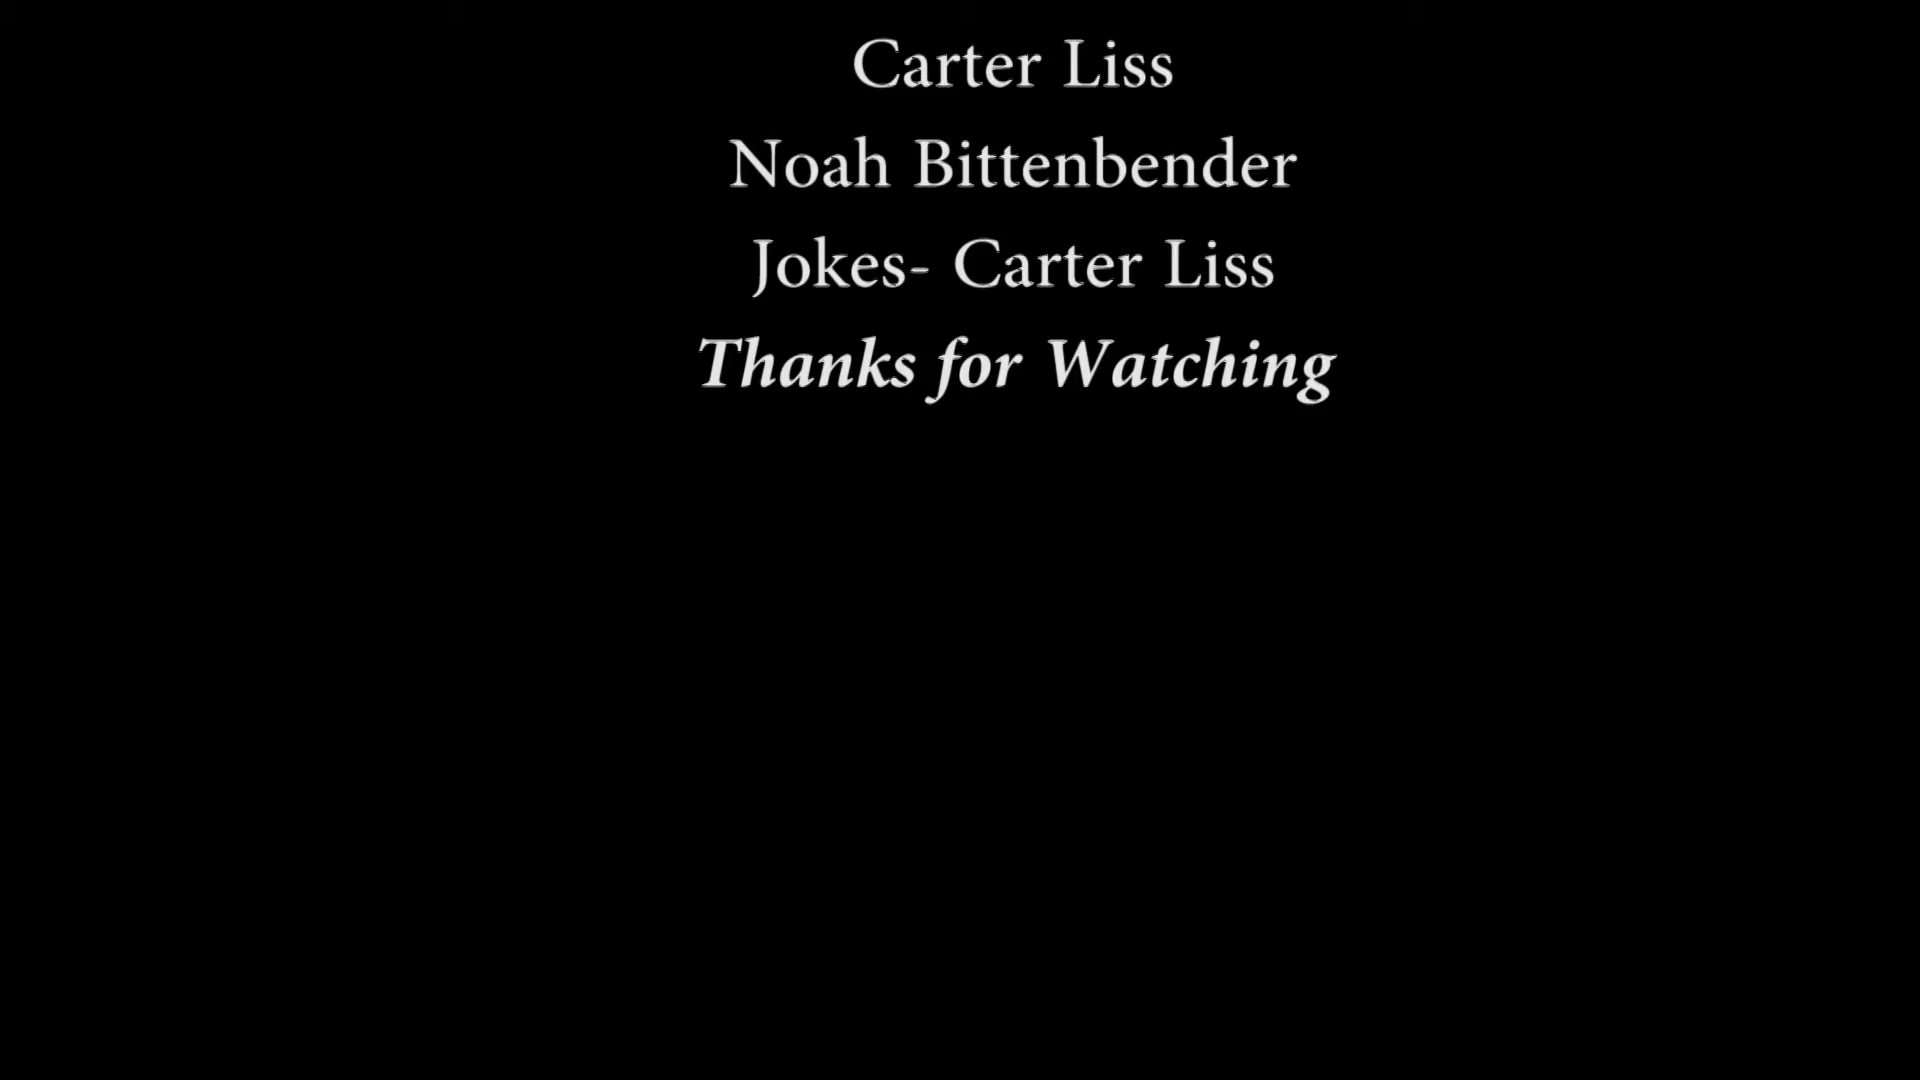 Carter Liss
Noah Bittenbender
Jokes- Carter Liss
Thanks for Watching